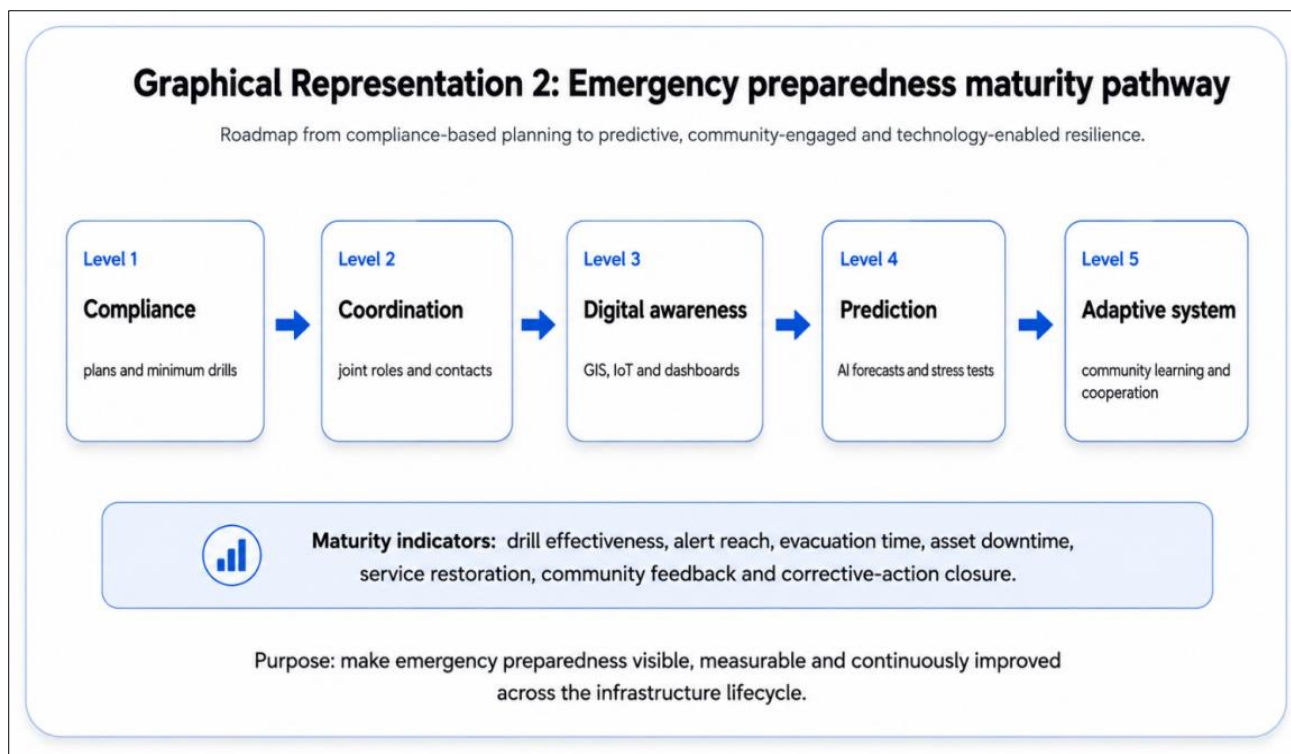 Graphical Representation 2: Emergency preparedness maturity pathway
Roadmap from compliance-based planning to predictive, community-engaged and technology-enabled resilience.
Level 1
Compliance
plans and minimum drills
Level 2
Coordination
joint roles and contacts
Level 3
Digital awareness
GIS, IoT and dashboards
Level 4
Prediction
AI forecasts and stress tests
Level 5
Adaptive system
community learning and
cooperation
Maturity indicators: drill effectiveness, alert reach, evacuation time, asset downtime,
service restoration, community feedback and corrective-action closure.
Purpose: make emergency preparedness visible, measurable and continuously improved
across the infrastructure lifecycle.